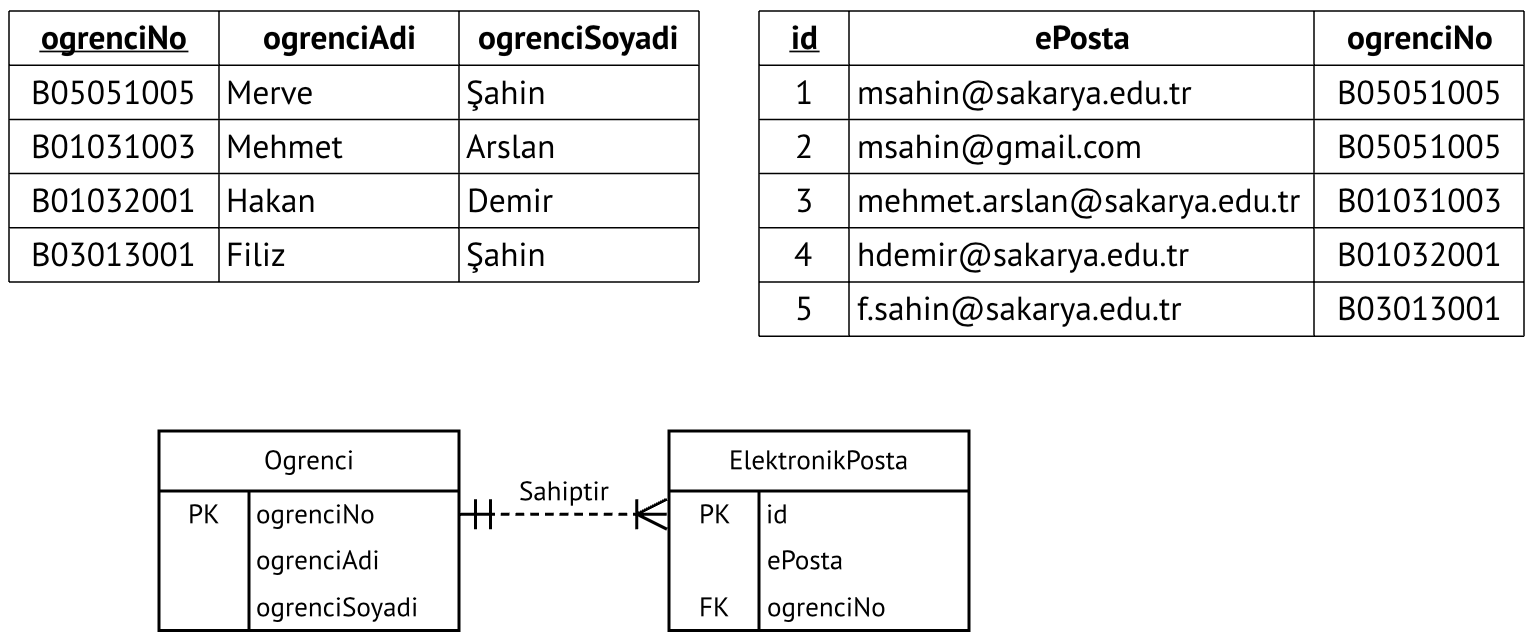 ogrenciNo ogrenciAdi ogrenciSoyadi
B05051005 Merve Şahin
B01031003 Mehmet Arslan
B01032001 Hakan Demir
B03013001 Filiz Şahin
id ePosta ogrenciNo
1 msahin@sakarya.edu.tr B05051005
2 msahin@gmail.com B05051005
3 mehmet.arslan@sakarya.edu.tr B01031003
4 hdemir@sakarya.edu.tr B01032001
5 f.sahin@sakarya.edu.tr B03013001
Ogrenci
PK ogrenciNo
ogrenciAdi
ogrenciSoyadi
Sahiptir
ElektronikPosta
PK id
ePosta
FK ogrenciNo